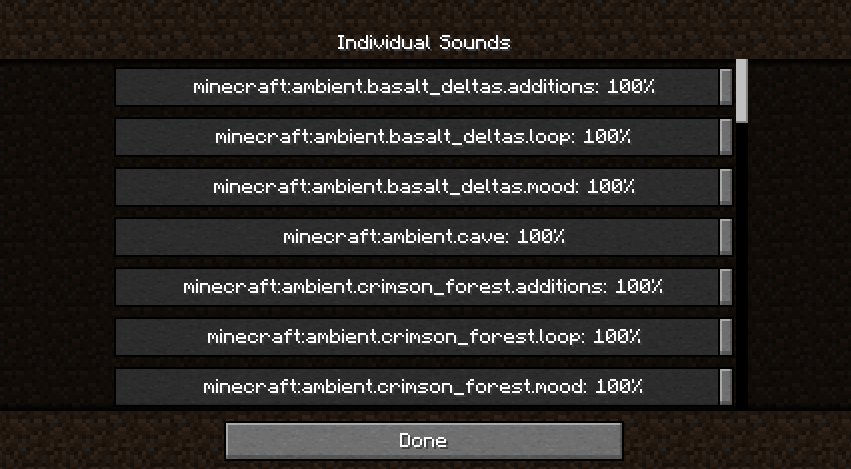 Individual Sounds
minecraft:ambient.basalt_deltas.additions: 100%
minecraft:ambient.basalt_deltas.loop: 100%
minecraft:ambient.basalt_deltas.mood: 100%
minecraft:ambient.cave: 100%
minecraft:ambient.crimson_forest.additions: 100%
minecraft:ambient.crimson_forest.loop: 100%
minecraft:ambient.crimson_forest.mood: 100%
Done